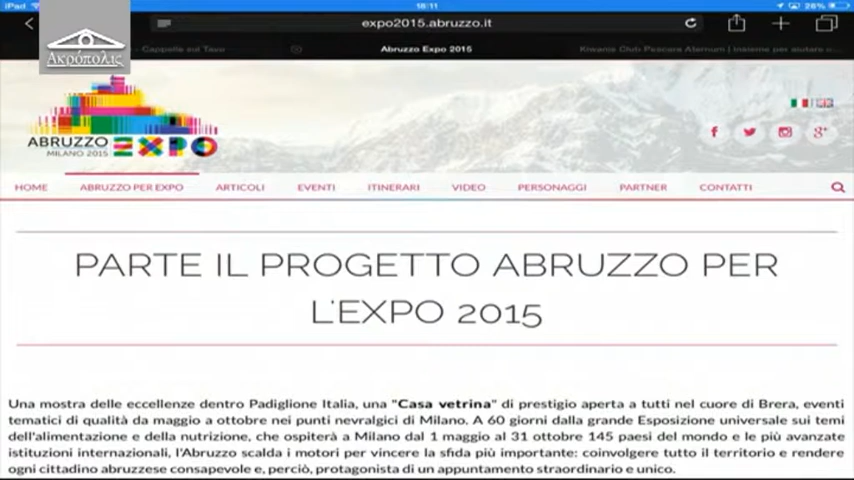 iPad
18:11
28%
expo2015.abruzzo.it
Ακρόπολις
- Cappelle sul Tavo
Abruzzo Expo 2015
Kiwanis Club Pescara Aternum | Insieme per aiutare o...
ABRUZZO
MILANO 2015
EXPO
HOME ABRUZZO PER EXPO ARTICOLI EVENTI ITINERARI VIDEO PERSONAGGI PARTNER CONTATTI
PARTE IL PROGETTO ABRUZZO PER
L'EXPO 2015
Una mostra delle eccellenze dentro Padiglione Italia, una "Casa vetrina" di prestigio aperta a tutti nel cuore di Brera, eventi
tematici di qualità da maggio a ottobre nei punti nevralgici di Milano. A 60 giorni dalla grande Esposizione universale sui temi
dell'alimentazione e della nutrizione, che ospiterà a Milano dal 1 maggio al 31 ottobre 145 paesi del mondo e le più avanzate
istituzioni internazionali, l'Abruzzo scalda i motori per vincere la sfida più importante: coinvolgere tutto il territorio e rendere
ogni cittadino abruzzese consapevole e, perciò, protagonista di un appuntamento straordinario e unico.